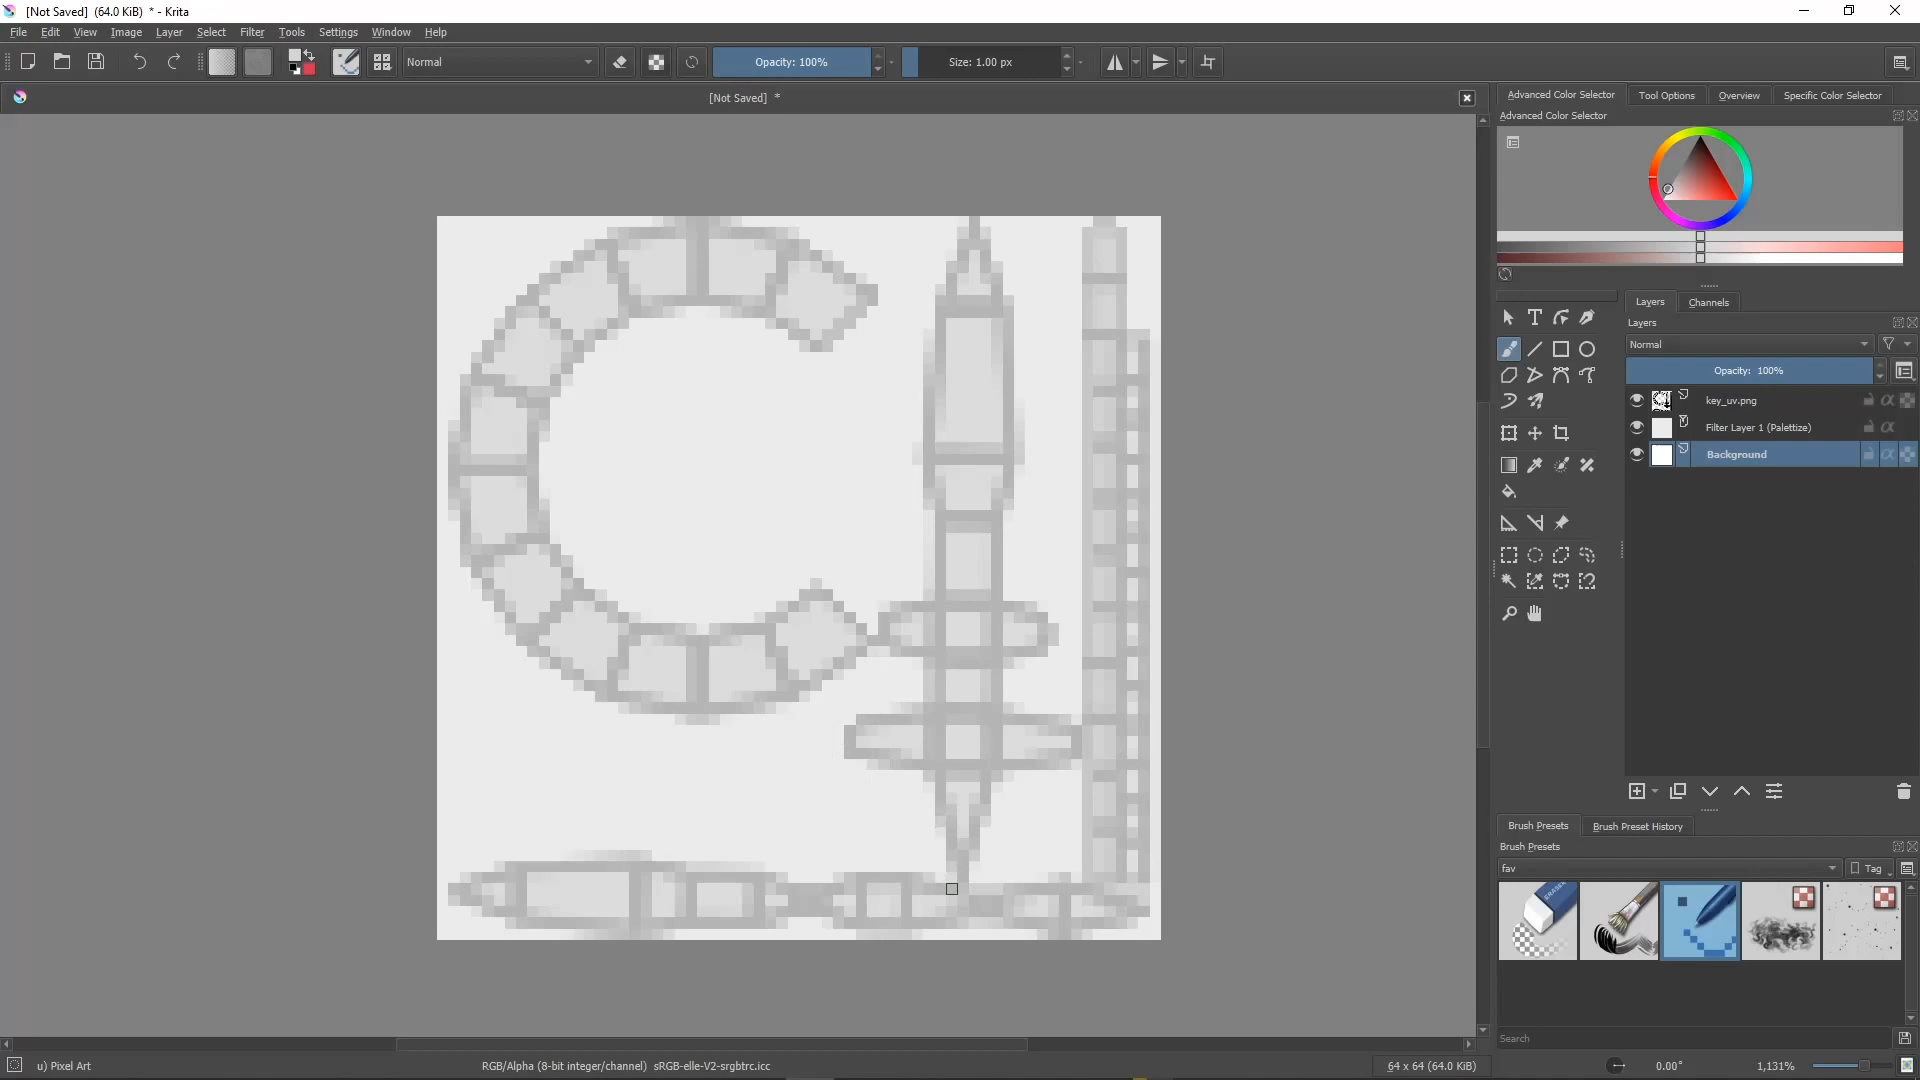 [Not Saved]  (64.0 KiB)  * - Krita
File Edit View Image Layer Select Filter Tools Settings Window Help
Normal
Opacity: 100%
Size: 1.00 px
[Not Saved]  *
Advanced Color Selector Tool Options Overview Specific Color Selector
Advanced Color Selector
Layers Channels
Layers
Normal
Opacity:  100%
key_uv.png
Filter Layer 1 (Palettize)
Background
Brush Presets Brush Preset History
Brush Presets
fav
Tag
Search
u) Pixel Art
RGB/Alpha (8-bit integer/channel)  sRGB-elle-V2-srgbtrc.icc
64 x 64 (64.0 KiB)
0.00°
1,131%